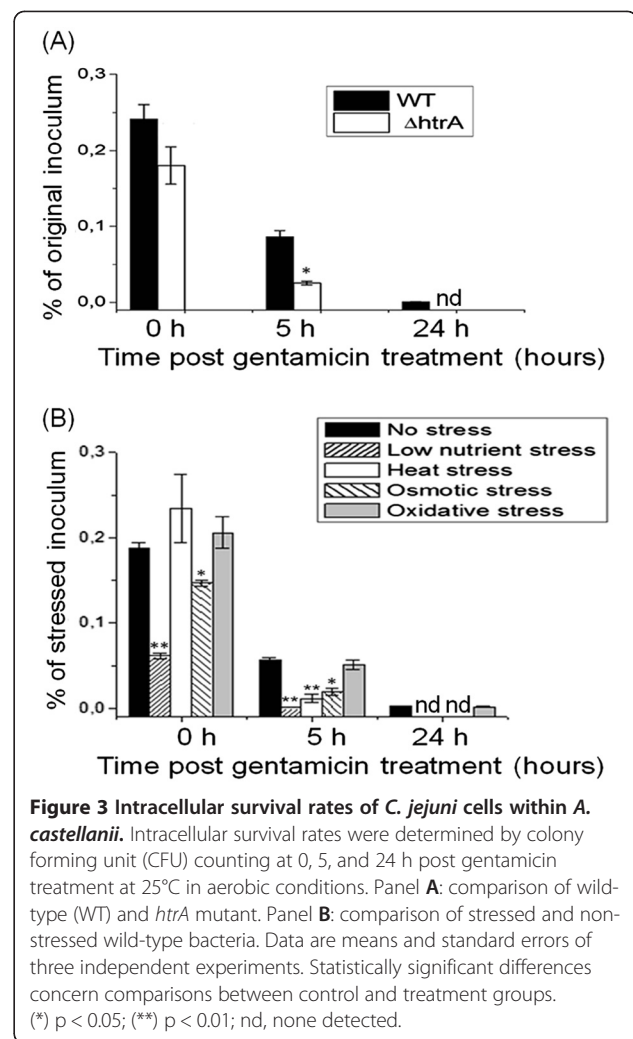 (A)
0,3
0,2
0,1
0,0
% of original inoculum
WT
ΔhtrA
*
nd
0 h 5 h 24 h
Time post gentamicin treatment (hours)
(B)
0,3
0,2
0,1
0,0
% of stressed inoculum
No stress
Low nutrient stress
Heat stress
Osmotic stress
Oxidative stress
** * ** ** * nd nd
0 h 5 h 24 h
Time post gentamicin treatment (hours)
Figure 3 Intracellular survival rates of C. jejuni cells within A.
castellanii. Intracellular survival rates were determined by colony
forming unit (CFU) counting at 0, 5, and 24 h post gentamicin
treatment at 25°C in aerobic conditions. Panel A: comparison of wild-
type (WT) and htrA mutant. Panel B: comparison of stressed and non-
stressed wild-type bacteria. Data are means and standard errors of
three independent experiments. Statistically significant differences
concern comparisons between control and treatment groups.
(*) p < 0.05; (**) p < 0.01; nd, none detected.